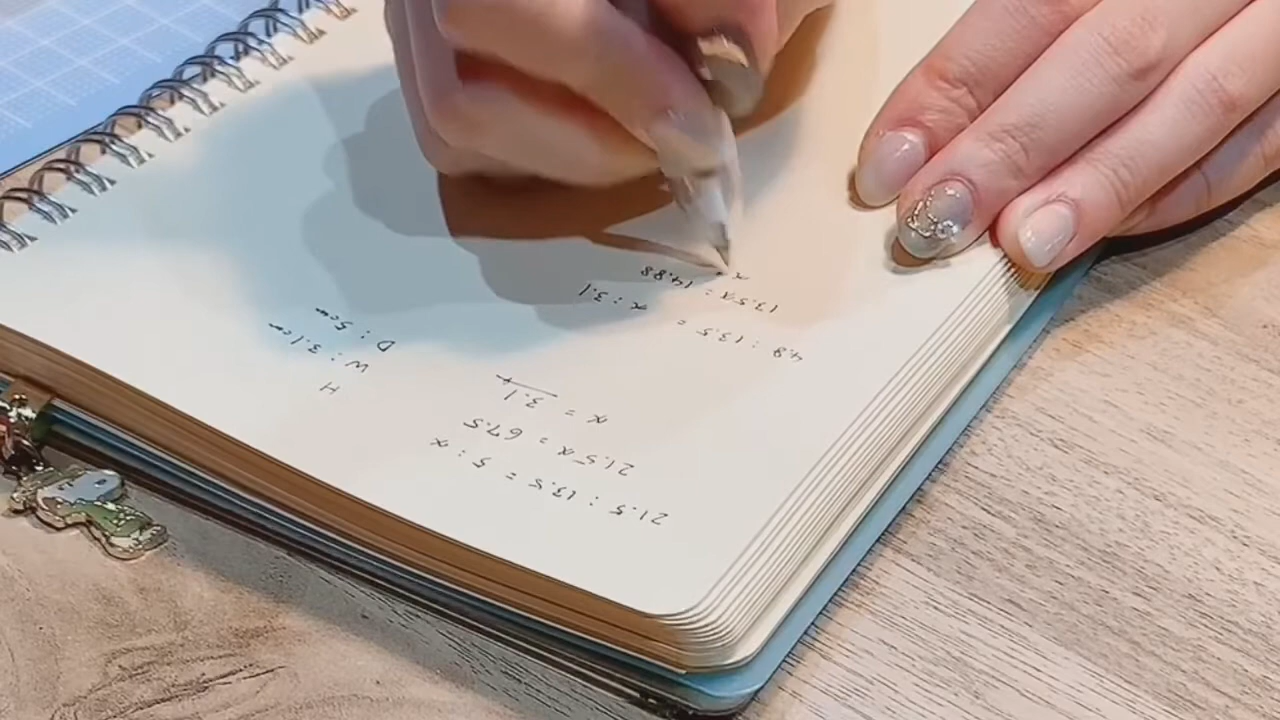 21.5 : 13.5 = 5 : x
21.5x = 67.5
x = 3.1
H
W : 3.1cm
D : 5cm
4.8 : 13.5 = x : 3.1
13.5x = 14.88
x